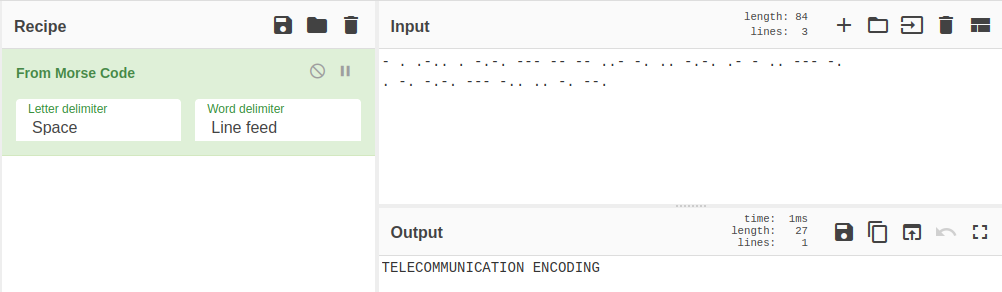 Recipe
From Morse Code
Letter delimiter
Space
Word delimiter
Line feed
Input
length: 84
lines: 3
- . .-.. . -.-. --- -- -- ..- -. .. -.-. .- - .. --- -.
. -. -.-. --- -.. .. -. --.
Output
time: 1ms
length: 27
lines: 1
TELECOMMUNICATION ENCODING